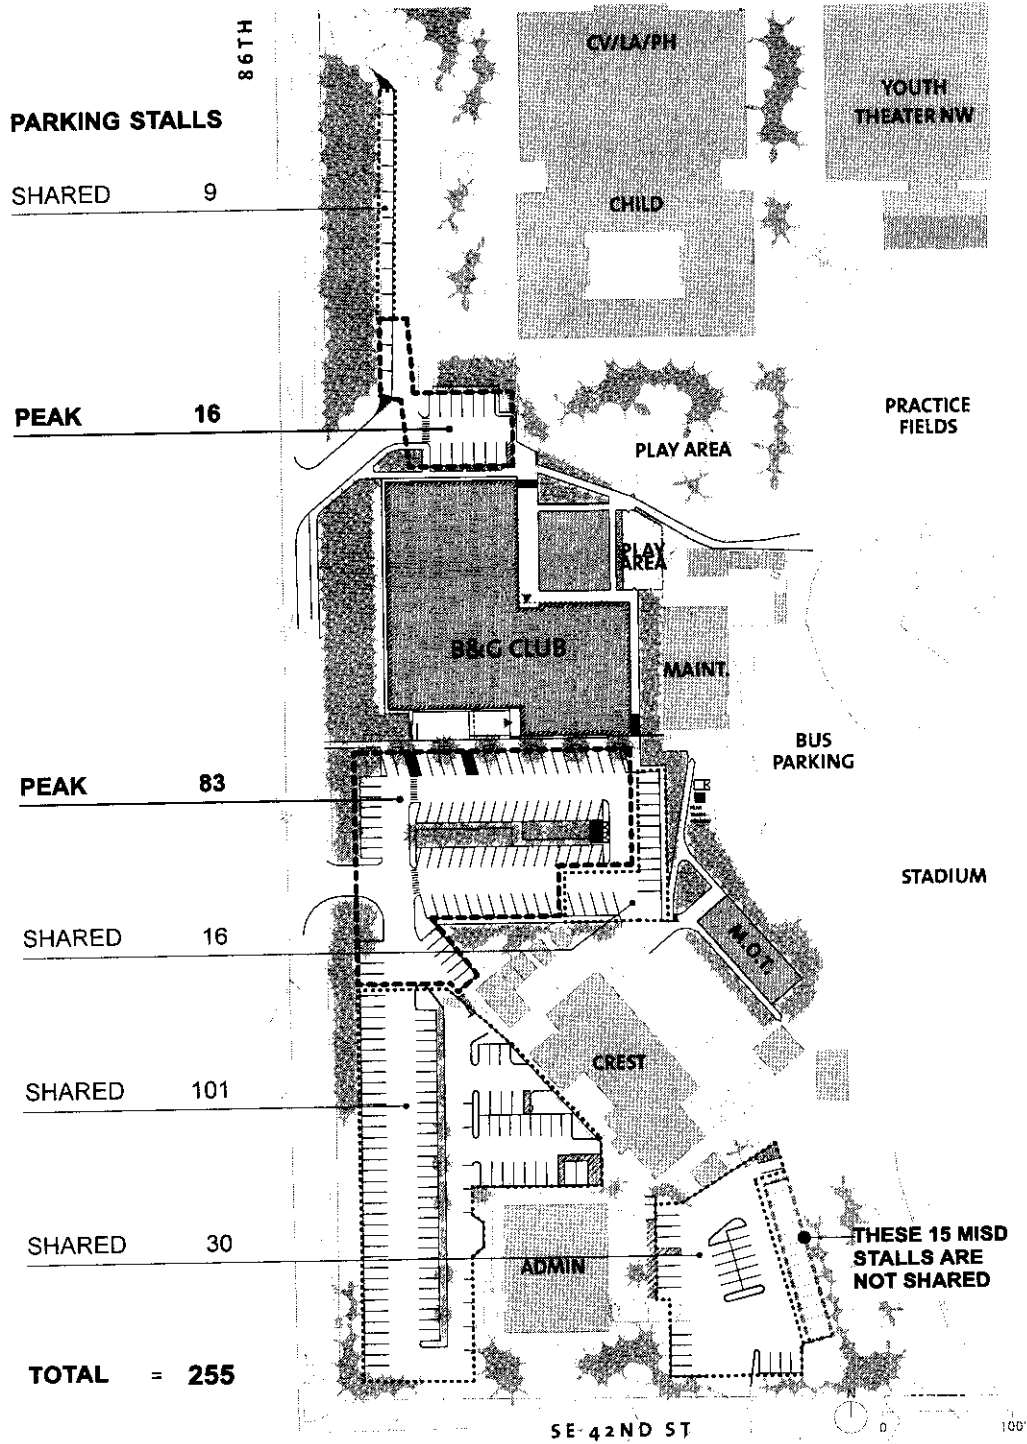 86TH
CV/LA/PH
YOUTH
THEATER NW
PARKING STALLS
SHARED 9
CHILD
PEAK 16
PRACTICE
FIELDS
PLAY AREA
PLAY
AREA
B&G CLUB
MAINT.
BUS
PARKING
PEAK 83
STADIUM
SHARED 16
M.O.T.
CREST
SHARED 101
SHARED 30
THESE 15 MISD
STALLS ARE
NOT SHARED
ADMIN
TOTAL = 255
N
SE 42ND ST
0 100'